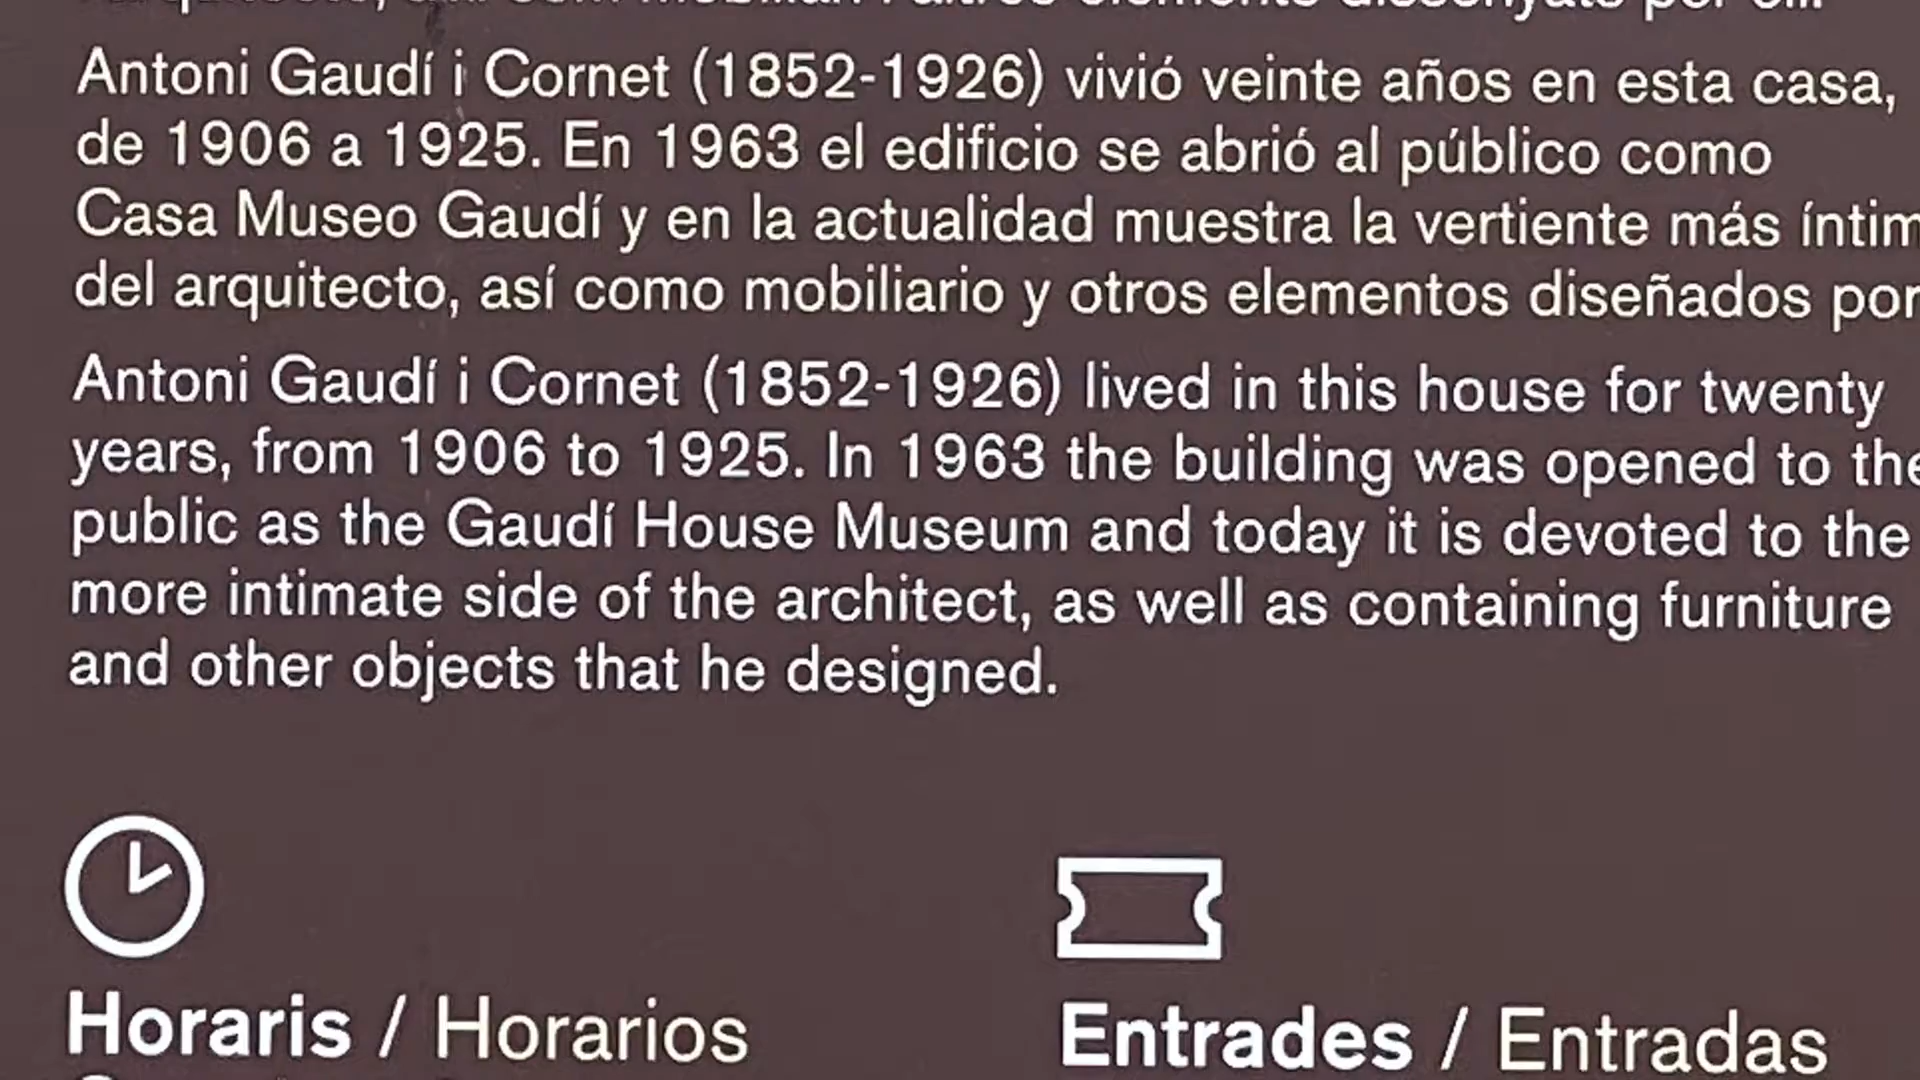 Antoni Gaudí i Cornet (1852-1926) vivió veinte años en esta casa,
de 1906 a 1925. En 1963 el edificio se abrió al público como
Casa Museo Gaudí y en la actualidad muestra la vertiente más íntim
del arquitecto, así como mobiliario y otros elementos diseñados por
Antoni Gaudí i Cornet (1852-1926) lived in this house for twenty
years, from 1906 to 1925. In 1963 the building was opened to the
public as the Gaudí House Museum and today it is devoted to the
more intimate side of the architect, as well as containing furniture
and other objects that he designed.
Horaris / Horarios
Entrades / Entradas